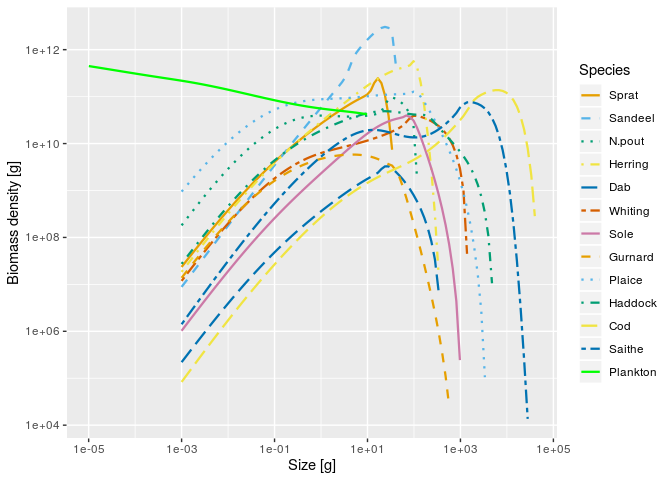 1e+12
1e+10
1e+08
1e+06
1e+04
Biomass density [g]
1e-05 1e-03 1e-01 1e+01 1e+03 1e+05
Size [g]
Species
Sprat
Sandeel
N.pout
Herring
Dab
Whiting
Sole
Gurnard
Plaice
Haddock
Cod
Saithe
Plankton